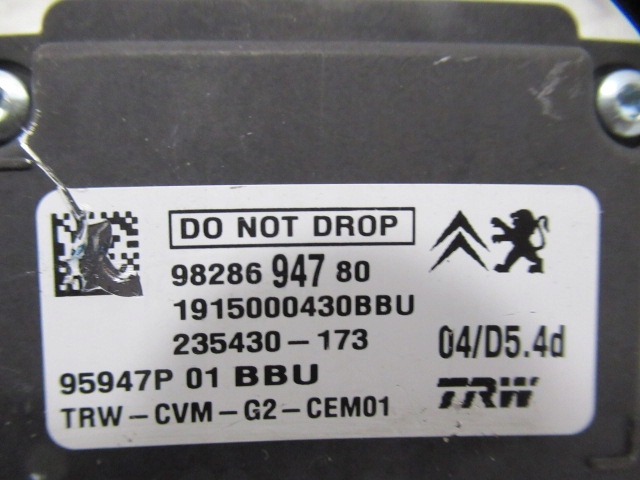 DO NOT DROP
98286 947 80
1915000430BBU
235430-173 04/D5.4d
95947P 01 BBU TRW
TRW-CVM-G2-CEM01